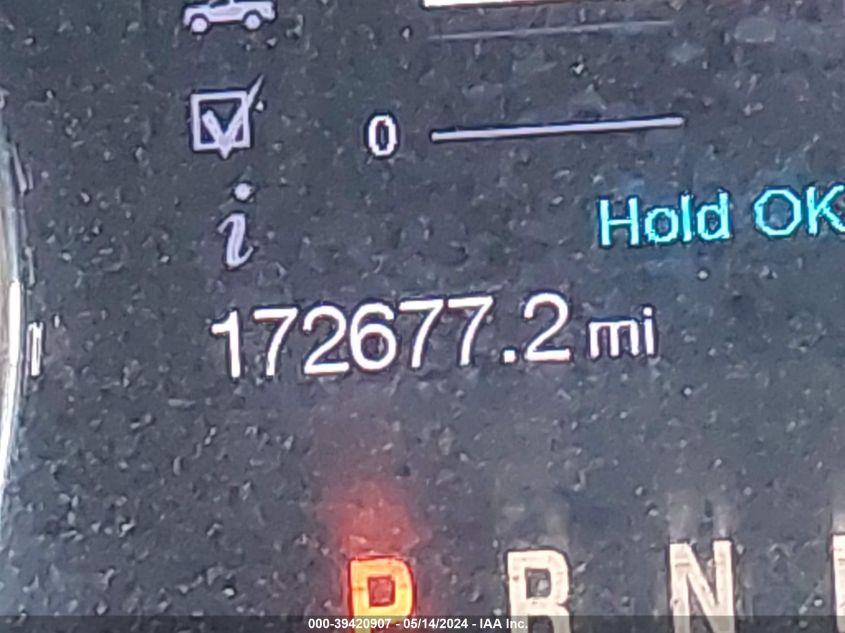 0
Hold OK
172677.2 mi
P R N
000-39420907 - 05/14/2024 - IAA Inc.